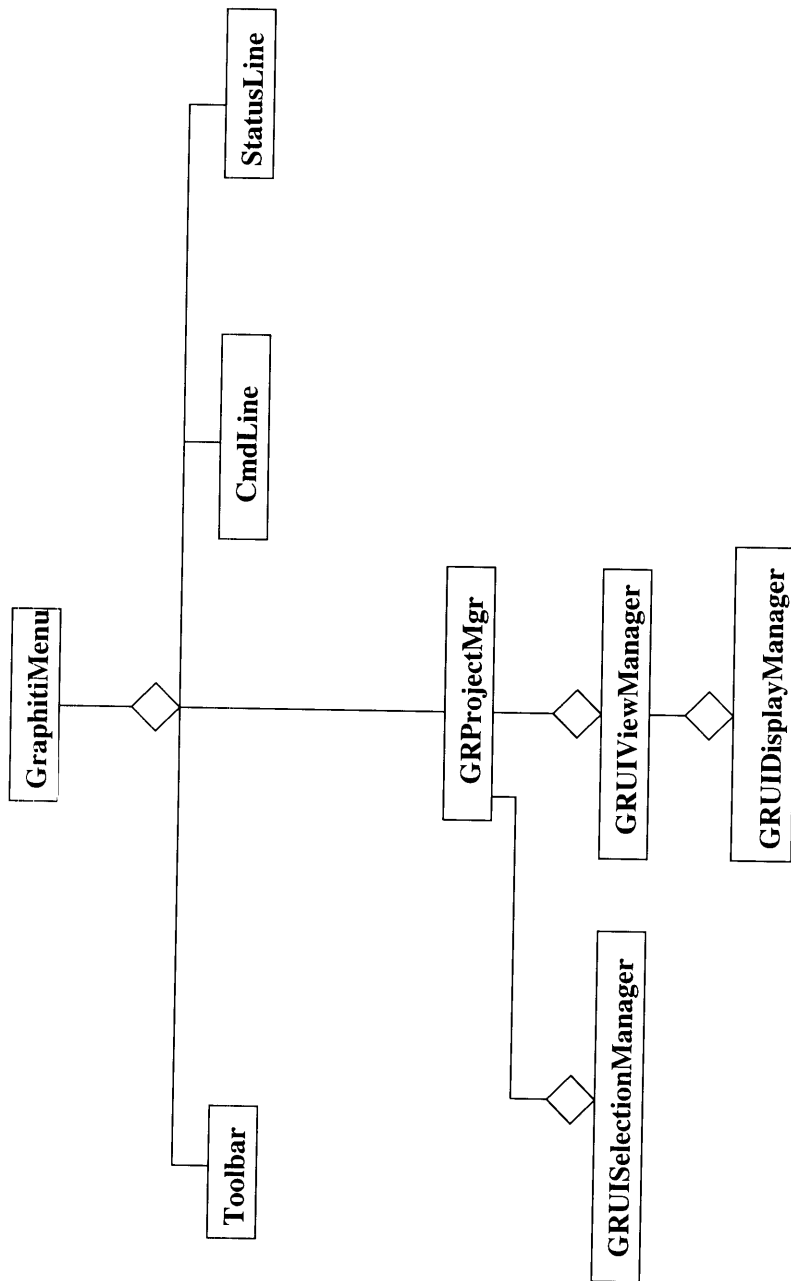 GraphitiMenu
Toolbar
CmdLine
StatusLine
GRProjectMgr
GRUISelectionManager
GRUIViewManager
GRUIDisplayManager